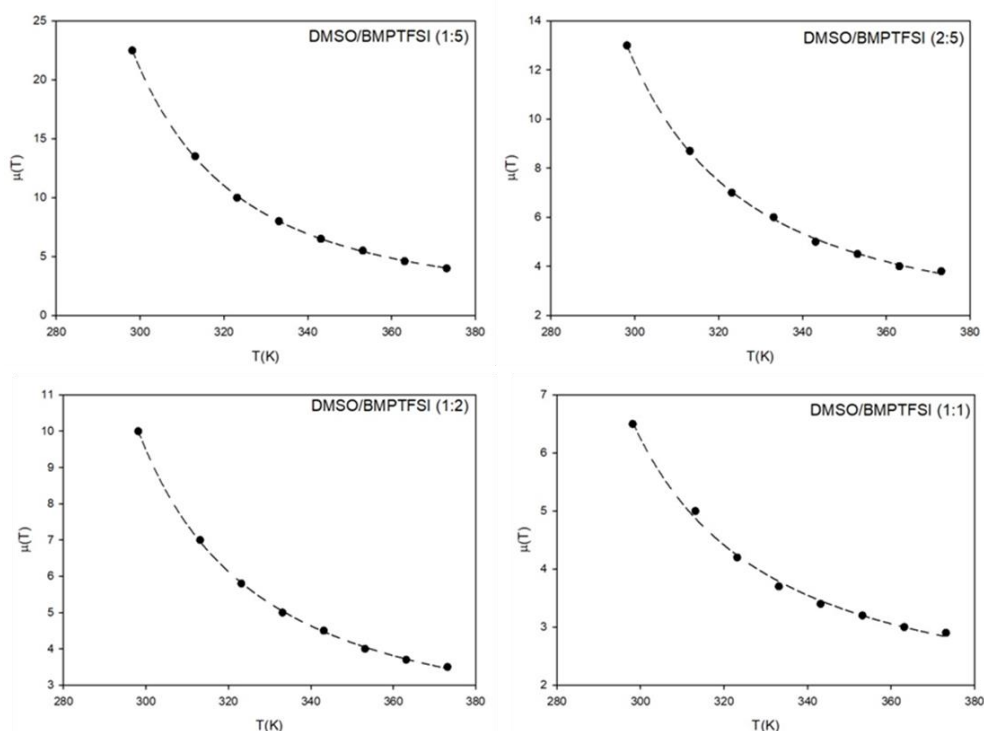 DMSO/BMPTFSI (1:5)
25
20
15
10
5
0
μ(T)
280 300 320 340 360 380
T(K)
DMSO/BMPTFSI (2:5)
14
12
10
8
6
4
2
μ(T)
280 300 320 340 360 380
T(K)
DMSO/BMPTFSI (1:2)
11
10
9
8
7
6
5
4
3
μ(T)
280 300 320 340 360 380
T(K)
DMSO/BMPTFSI (1:1)
7
6
5
4
3
2
μ(T)
280 300 320 340 360 380
T(K)